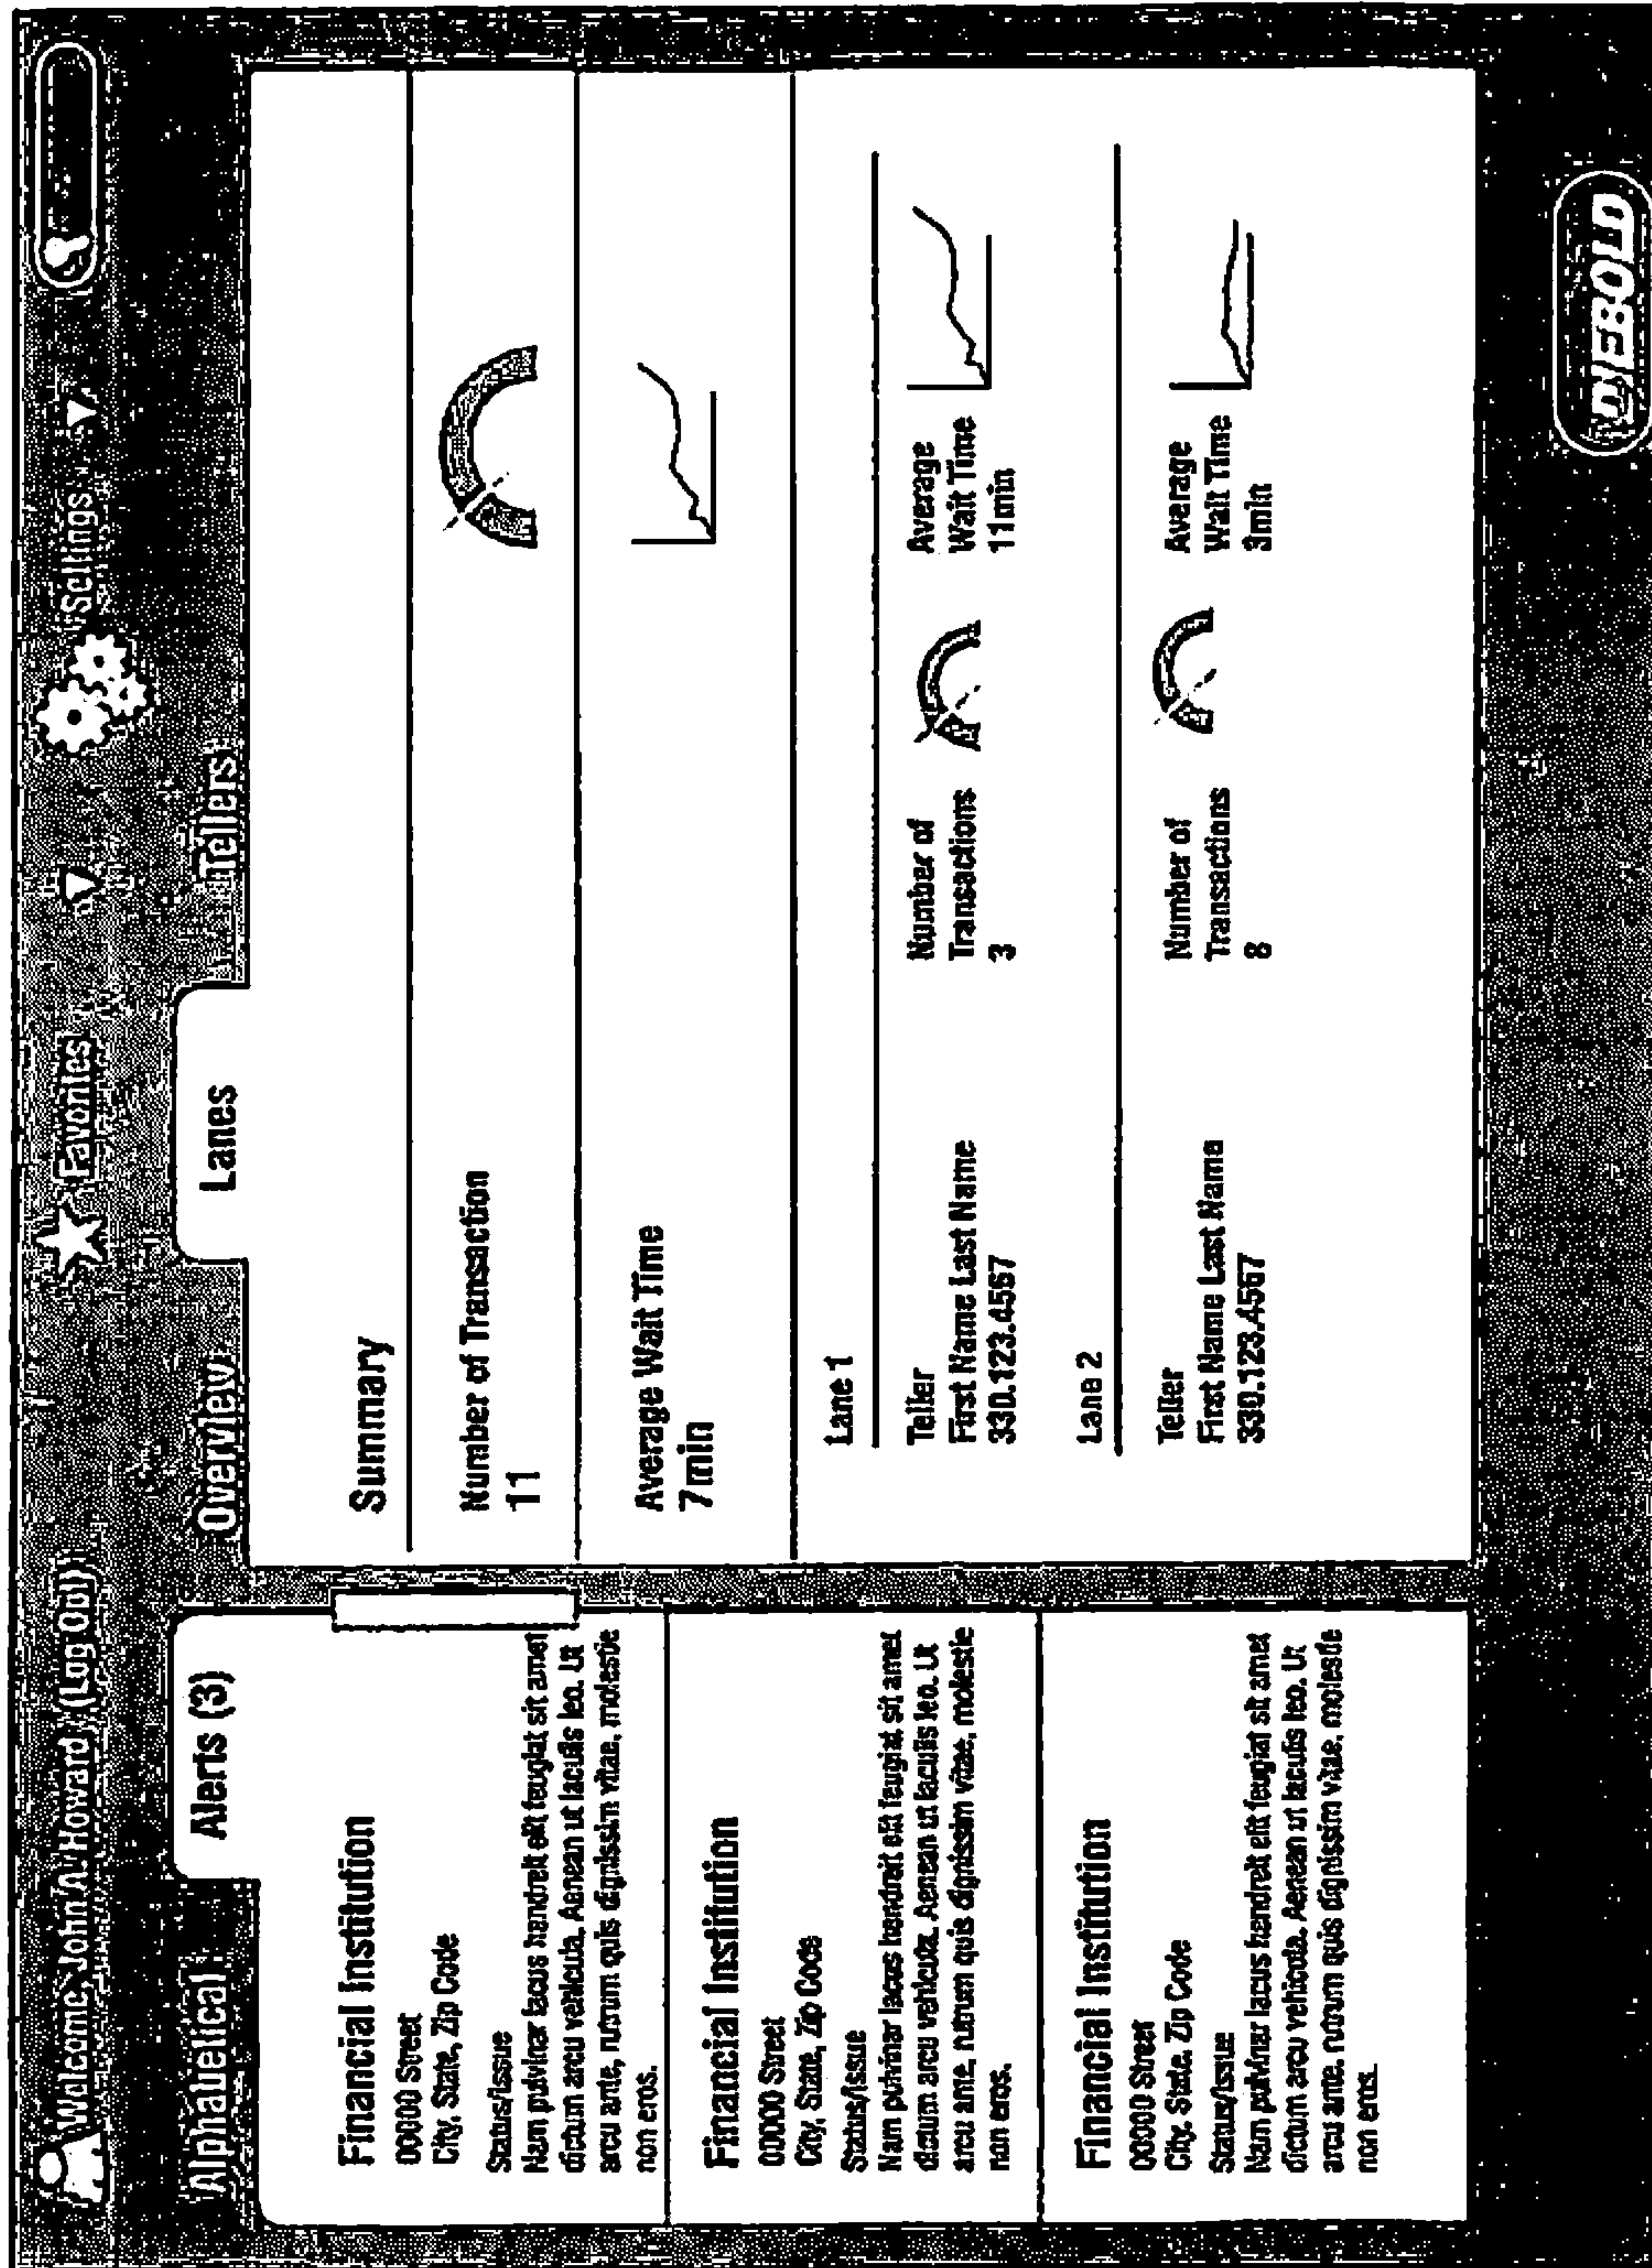 Welcome, John A. Howard (Log Out)
Favorites
Settings
Alphabetical
Alerts (3)
Overview
Lanes
Tellers
Financial Institution
00000 Street
City, State, Zip Code
Status/Issue
Nam pulvinar lacus hendreit elit feugiat sit amet
dictum arcu vehicula. Aenean ut iaculis leo. Ut
arcu ante, rutrum quis dignissim vitae, molestie
non eros.
Financial Institution
00000 Street
City, State, Zip Code
Status/Issue
Nam pulvinar lacus hendreit elit feugiat sit amet
dictum arcu vehicula. Aenean ut iaculis leo. Ut
arcu ante, rutrum quis dignissim vitae, molestie
non eros.
Financial Institution
00000 Street
City, State, Zip Code
Status/Issue
Nam pulvinar lacus hendreit elit feugiat sit amet
dictum arcu vehicula. Aenean ut iaculis leo. Ut
arcu ante, rutrum quis dignissim vitae, molestie
non eros.
Summary
Number of Transaction
11
Average Wait Time
7min
Lane 1
Teller
First Name Last Name
330.123.4567
Number of
Transactions
3
Average
Wait Time
11min
Lane 2
Teller
First Name Last Name
330.123.4567
Number of
Transactions
8
Average
Wait Time
3min
DIEBOLD